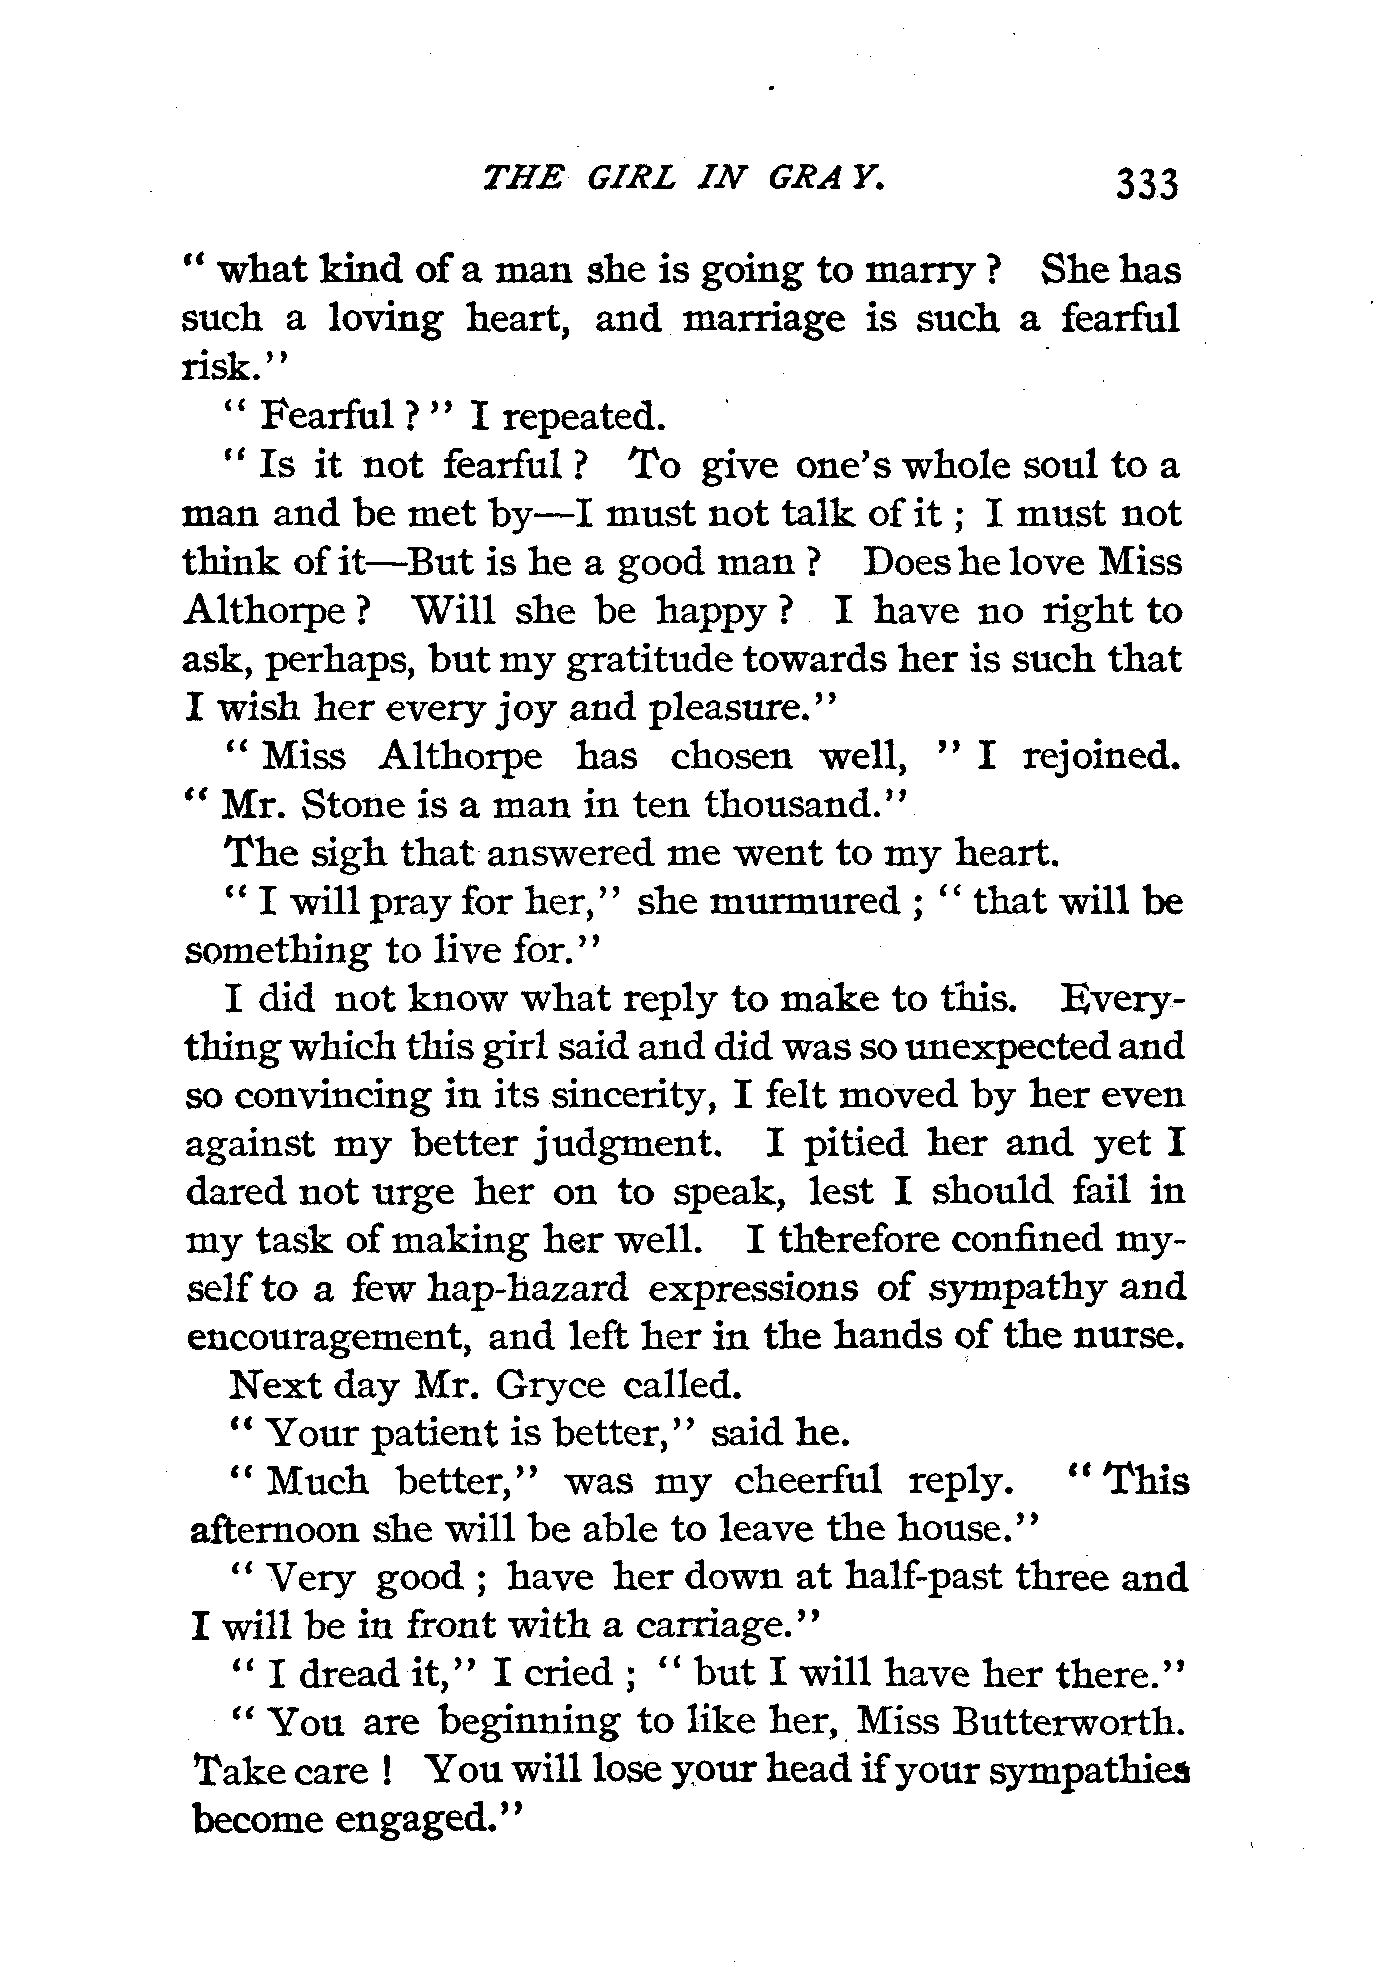 THE GIRL IN GRAY. 333
“ what kind of a man she is going to marry ? She has
such a loving heart, and marriage is such a fearful
risk.”
“ Fearful ? ” I repeated.
“ Is it not fearful ? To give one’s whole soul to a
man and be met by—I must not talk of it ; I must not
think of it—But is he a good man ? Does he love Miss
Althorpe ? Will she be happy ? I have no right to
ask, perhaps, but my gratitude towards her is such that
I wish her every joy and pleasure.”
“ Miss Althorpe has chosen well, ” I rejoined.
“ Mr. Stone is a man in ten thousand.”
The sigh that answered me went to my heart.
“ I will pray for her,” she murmured ; “ that will be
something to live for.”
I did not know what reply to make to this. Every-
thing which this girl said and did was so unexpected and
so convincing in its sincerity, I felt moved by her even
against my better judgment. I pitied her and yet I
dared not urge her on to speak, lest I should fail in
my task of making her well. I therefore confined my-
self to a few hap-hazard expressions of sympathy and
encouragement, and left her in the hands of the nurse.
Next day Mr. Gryce called.
“ Your patient is better,” said he.
“ Much better,” was my cheerful reply. “ This
afternoon she will be able to leave the house.”
“ Very good ; have her down at half-past three and
I will be in front with a carriage.”
“ I dread it,” I cried ; “ but I will have her there.”
“ You are beginning to like her, Miss Butterworth.
Take care ! You will lose your head if your sympathies
become engaged.”